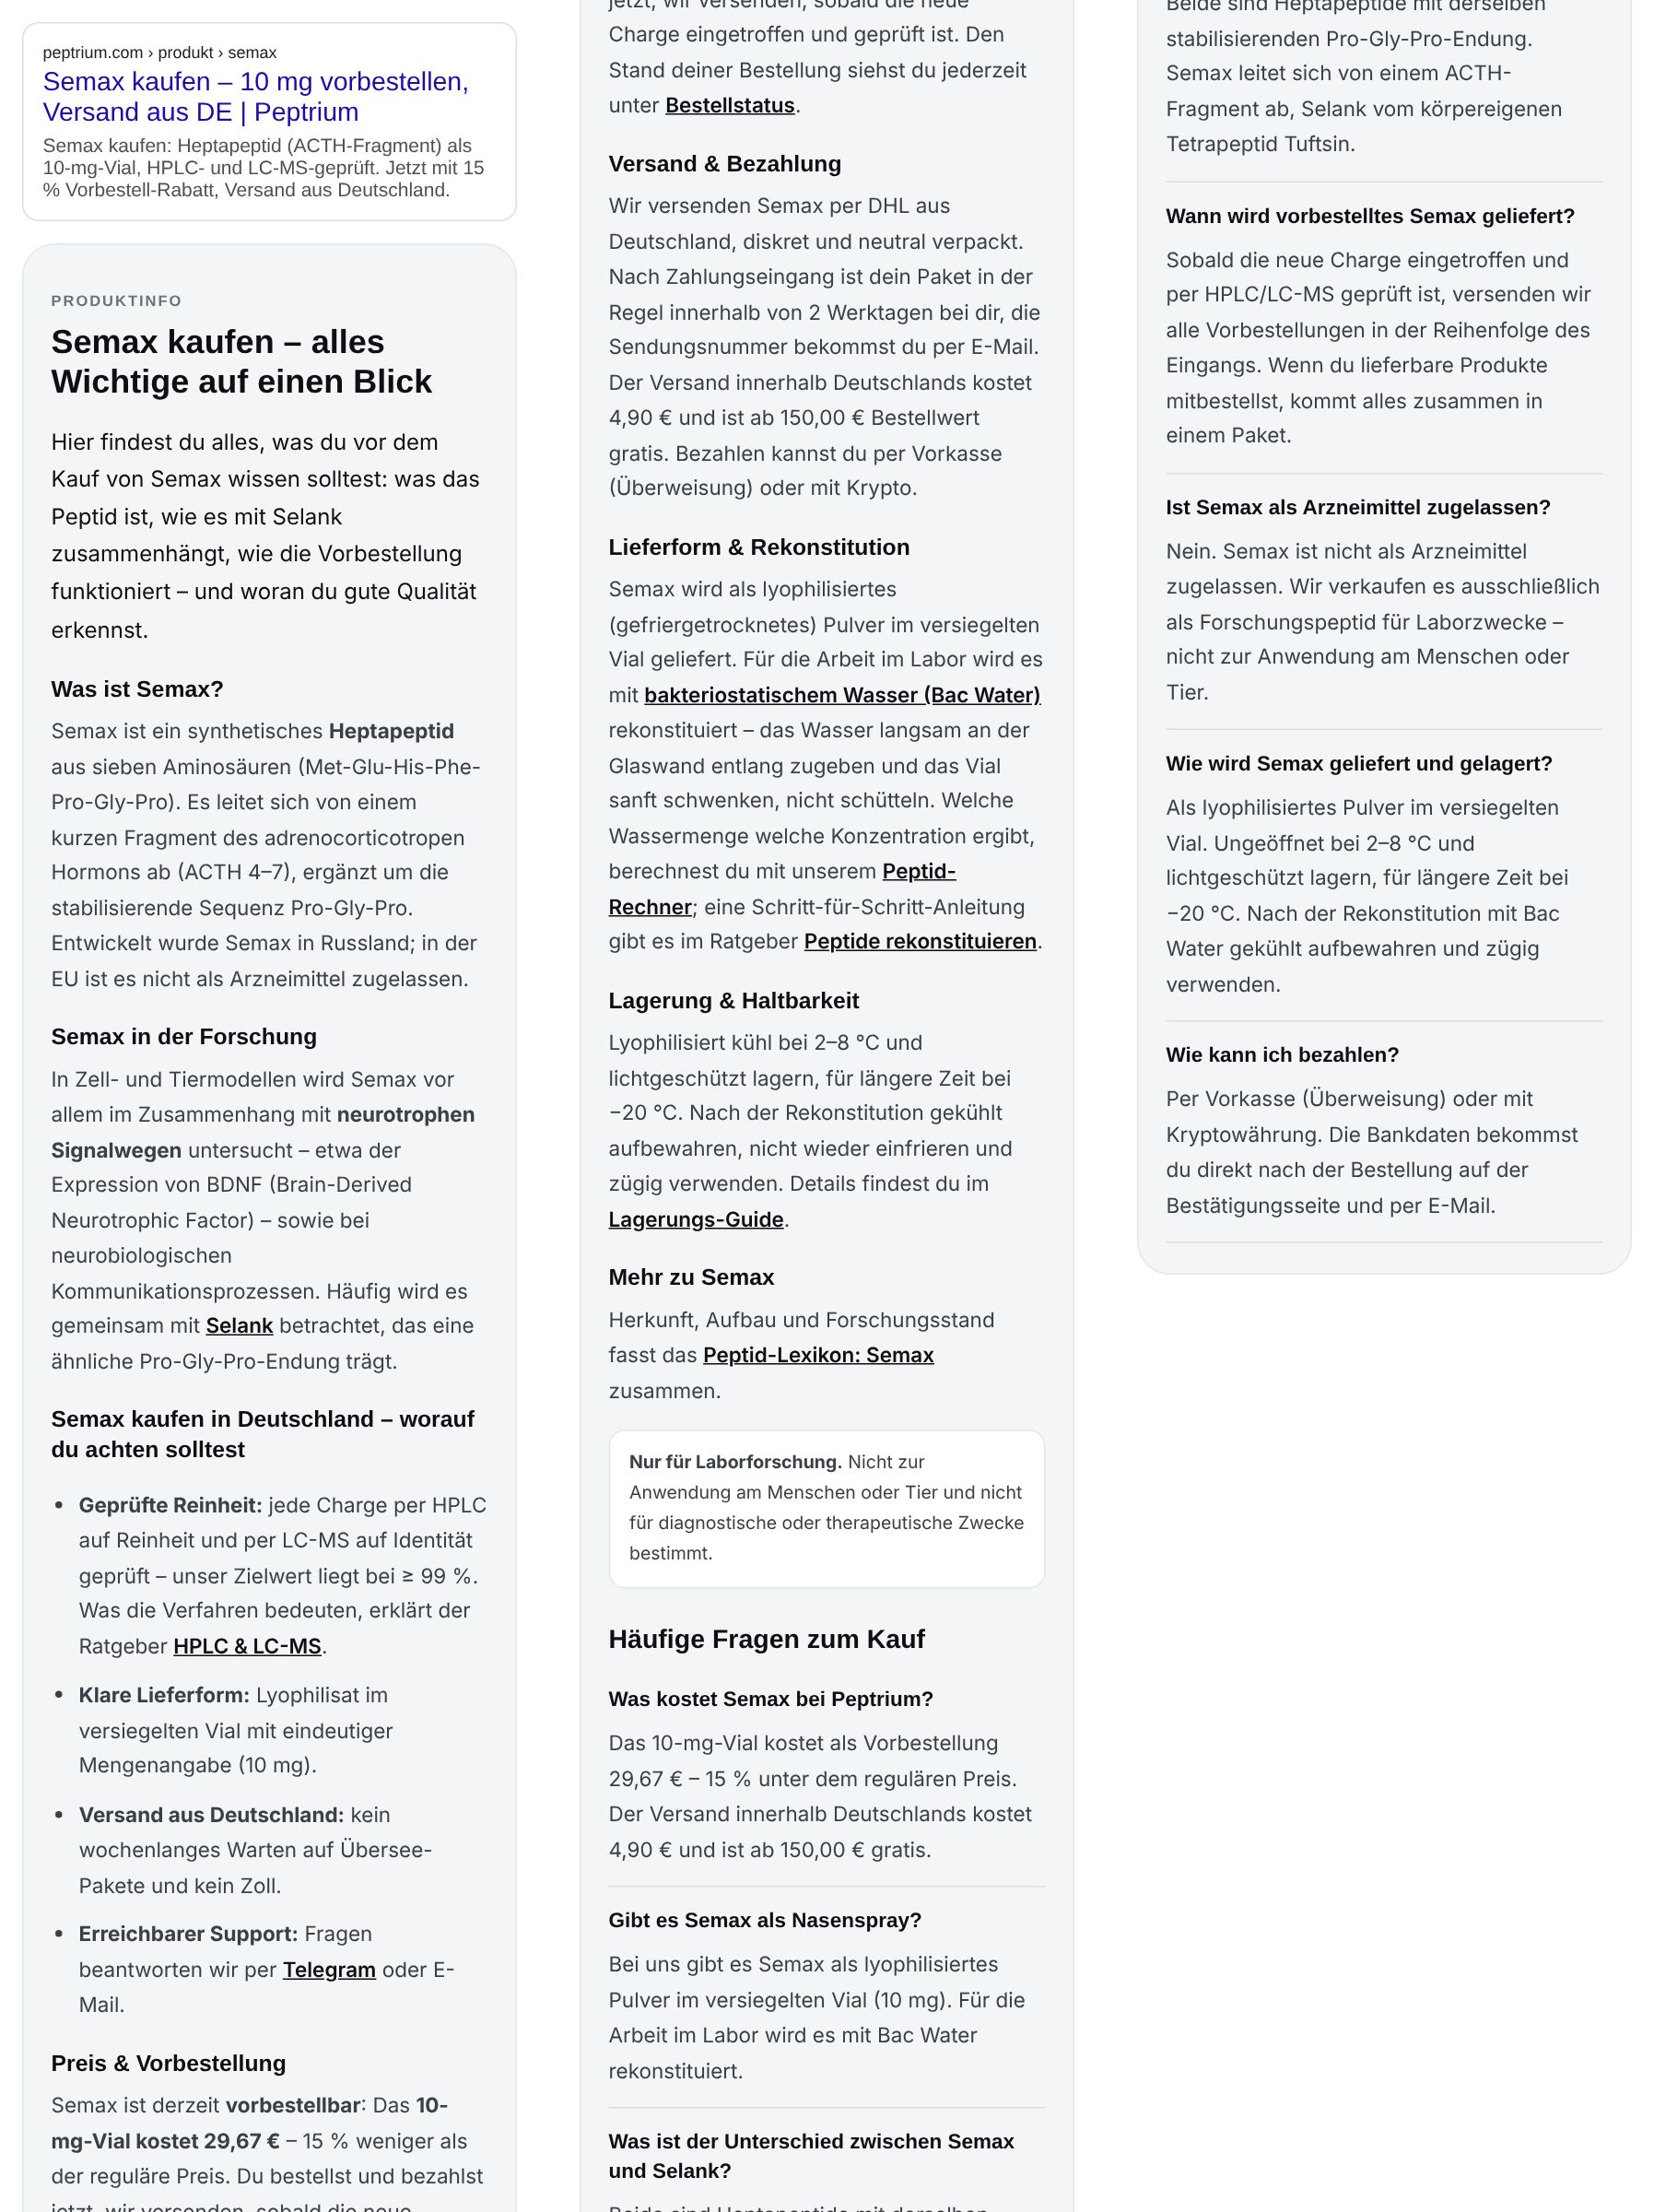 peptrium.com › produkt › semax
Semax kaufen – 10 mg vorbestellen,
Versand aus DE | Peptrium
Semax kaufen: Heptapeptid (ACTH-Fragment) als
10-mg-Vial, HPLC- und LC-MS-geprüft. Jetzt mit 15
% Vorbestell-Rabatt, Versand aus Deutschland.
PRODUKTINFO
Semax kaufen – alles
Wichtige auf einen Blick
Hier findest du alles, was du vor dem
Kauf von Semax wissen solltest: was das
Peptid ist, wie es mit Selank
zusammenhängt, wie die Vorbestellung
funktioniert – und woran du gute Qualität
erkennst.
Was ist Semax?
Semax ist ein synthetisches Heptapeptid
aus sieben Aminosäuren (Met-Glu-His-Phe-
Pro-Gly-Pro). Es leitet sich von einem
kurzen Fragment des adrenocorticotropen
Hormons ab (ACTH 4–7), ergänzt um die
stabilisierende Sequenz Pro-Gly-Pro.
Entwickelt wurde Semax in Russland; in der
EU ist es nicht als Arzneimittel zugelassen.
Semax in der Forschung
In Zell- und Tiermodellen wird Semax vor
allem im Zusammenhang mit neurotrophen
Signalwegen untersucht – etwa der
Expression von BDNF (Brain-Derived
Neurotrophic Factor) – sowie bei
neurobiologischen
Kommunikationsprozessen. Häufig wird es
gemeinsam mit Selank betrachtet, das eine
ähnliche Pro-Gly-Pro-Endung trägt.
Semax kaufen in Deutschland – worauf
du achten solltest
• Geprüfte Reinheit: jede Charge per HPLC
auf Reinheit und per LC-MS auf Identität
geprüft – unser Zielwert liegt bei ≥ 99 %.
Was die Verfahren bedeuten, erklärt der
Ratgeber HPLC & LC-MS.
• Klare Lieferform: Lyophilisat im
versiegelten Vial mit eindeutiger
Mengenangabe (10 mg).
• Versand aus Deutschland: kein
wochenlanges Warten auf Übersee-
Pakete und kein Zoll.
• Erreichbarer Support: Fragen
beantworten wir per Telegram oder E-
Mail.
Preis & Vorbestellung
Semax ist derzeit vorbestellbar: Das 10-
mg-Vial kostet 29,67 € – 15 % weniger als
der reguläre Preis. Du bestellst und bezahlst
jetzt, wir versenden, sobald die neue
Charge eingetroffen und geprüft ist. Den
Stand deiner Bestellung siehst du jederzeit
unter Bestellstatus.
Versand & Bezahlung
Wir versenden Semax per DHL aus
Deutschland, diskret und neutral verpackt.
Nach Zahlungseingang ist dein Paket in der
Regel innerhalb von 2 Werktagen bei dir, die
Sendungsnummer bekommst du per E-Mail.
Der Versand innerhalb Deutschlands kostet
4,90 € und ist ab 150,00 € Bestellwert
gratis. Bezahlen kannst du per Vorkasse
(Überweisung) oder mit Krypto.
Lieferform & Rekonstitution
Semax wird als lyophilisiertes
(gefriergetrocknetes) Pulver im versiegelten
Vial geliefert. Für die Arbeit im Labor wird es
mit bakteriostatischem Wasser (Bac Water)
rekonstituiert – das Wasser langsam an der
Glaswand entlang zugeben und das Vial
sanft schwenken, nicht schütteln. Welche
Wassermenge welche Konzentration ergibt,
berechnest du mit unserem Peptid-
Rechner; eine Schritt-für-Schritt-Anleitung
gibt es im Ratgeber Peptide rekonstituieren.
Lagerung & Haltbarkeit
Lyophilisiert kühl bei 2–8 °C und
lichtgeschützt lagern, für längere Zeit bei
−20 °C. Nach der Rekonstitution gekühlt
aufbewahren, nicht wieder einfrieren und
zügig verwenden. Details findest du im
Lagerungs-Guide.
Mehr zu Semax
Herkunft, Aufbau und Forschungsstand
fasst das Peptid-Lexikon: Semax
zusammen.
Nur für Laborforschung. Nicht zur
Anwendung am Menschen oder Tier und nicht
für diagnostische oder therapeutische Zwecke
bestimmt.
Häufige Fragen zum Kauf
Was kostet Semax bei Peptrium?
Das 10-mg-Vial kostet als Vorbestellung
29,67 € – 15 % unter dem regulären Preis.
Der Versand innerhalb Deutschlands kostet
4,90 € und ist ab 150,00 € gratis.
Gibt es Semax als Nasenspray?
Bei uns gibt es Semax als lyophilisiertes
Pulver im versiegelten Vial (10 mg). Für die
Arbeit im Labor wird es mit Bac Water
rekonstituiert.
Was ist der Unterschied zwischen Semax
und Selank?
Beide sind Heptapeptide mit derselben
stabilisierenden Pro-Gly-Pro-Endung.
Semax leitet sich von einem ACTH-
Fragment ab, Selank vom körpereigenen
Tetrapeptid Tuftsin.
Wann wird vorbestelltes Semax geliefert?
Sobald die neue Charge eingetroffen und
per HPLC/LC-MS geprüft ist, versenden wir
alle Vorbestellungen in der Reihenfolge des
Eingangs. Wenn du lieferbare Produkte
mitbestellst, kommt alles zusammen in
einem Paket.
Ist Semax als Arzneimittel zugelassen?
Nein. Semax ist nicht als Arzneimittel
zugelassen. Wir verkaufen es ausschließlich
als Forschungspeptid für Laborzwecke –
nicht zur Anwendung am Menschen oder
Tier.
Wie wird Semax geliefert und gelagert?
Als lyophilisiertes Pulver im versiegelten
Vial. Ungeöffnet bei 2–8 °C und
lichtgeschützt lagern, für längere Zeit bei
−20 °C. Nach der Rekonstitution mit Bac
Water gekühlt aufbewahren und zügig
verwenden.
Wie kann ich bezahlen?
Per Vorkasse (Überweisung) oder mit
Kryptowährung. Die Bankdaten bekommst
du direkt nach der Bestellung auf der
Bestätigungsseite und per E-Mail.